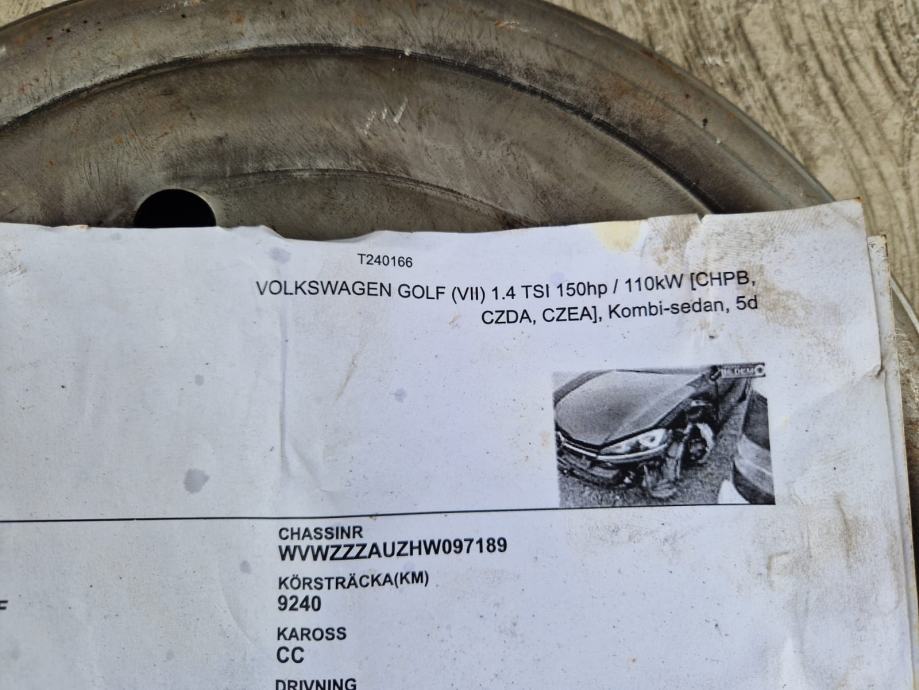 T240166
VOLKSWAGEN GOLF (VII) 1.4 TSI 150hp / 110kW [CHPB,
CZDA, CZEA], Kombi-sedan, 5d
CHASSINR
WVWZZZAUZHW097189
KÖRSTRÄCKA(KM)
9240
KAROSS
CC
DRIVNING